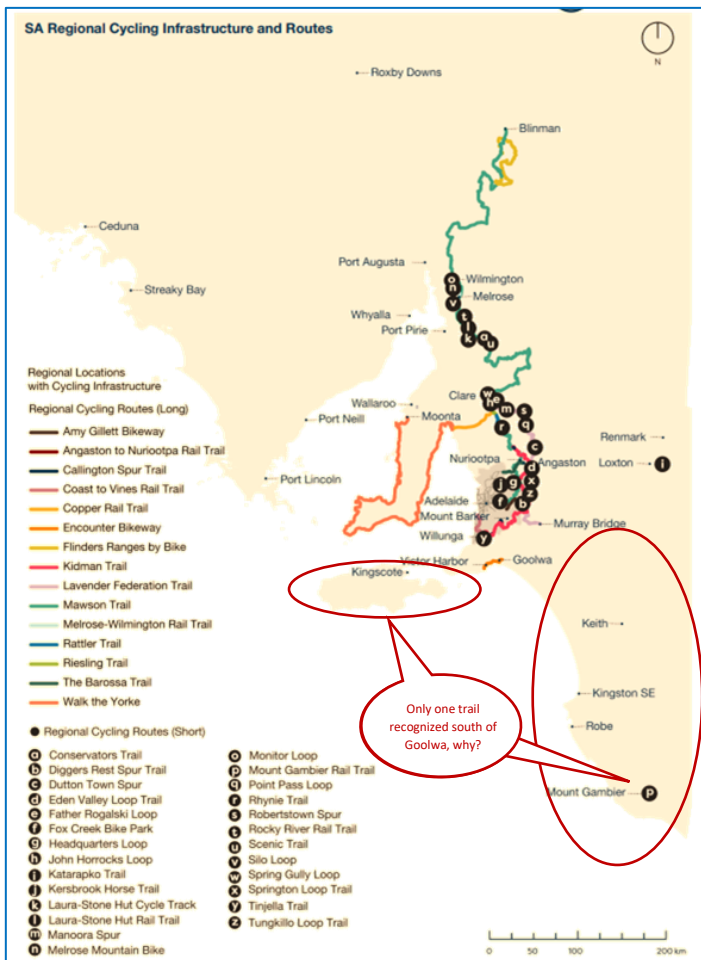 SA Regional Cycling Infrastructure and Routes
N
Roxby Downs
Blinman
Ceduna
Port Augusta
Wilmington
Streaky Bay
Melrose
Whyalla
Port Pirie
Wallaroo
Clare
Moonta
Port Neill
Renmark
Nuriootpa
Angaston
Loxton
Port Lincoln
Adelaide
Mount Barker
Murray Bridge
Willunga
Victor Harbor
Goolwa
Kingscote
Keith
Kingston SE
Robe
Mount Gambier
o
n
v
t
l
k
a
u
w
h
e
m
s
q
r
c
i
d
j
g
x
z
f
b
y
p
Regional Locations
with Cycling Infrastructure
Regional Cycling Routes (Long)
Amy Gillett Bikeway
Angaston to Nuriootpa Rail Trail
Callington Spur Trail
Coast to Vines Rail Trail
Copper Rail Trail
Encounter Bikeway
Flinders Ranges by Bike
Kidman Trail
Lavender Federation Trail
Mawson Trail
Melrose-Wilmington Rail Trail
Rattler Trail
Riesling Trail
The Barossa Trail
Walk the Yorke
Only one trail
recognized south of
Goolwa, why?
Regional Cycling Routes (Short)
a Conservators Trail
b Diggers Rest Spur Trail
c Dutton Town Spur
d Eden Valley Loop Trail
e Father Rogalski Loop
f Fox Creek Bike Park
g Headquarters Loop
h John Horrocks Loop
i Katarapko Trail
j Kersbrook Horse Trail
k Laura-Stone Hut Cycle Track
l Laura-Stone Hut Rail Trail
m Manoora Spur
n Melrose Mountain Bike
o Monitor Loop
p Mount Gambier Rail Trail
q Point Pass Loop
r Rhynie Trail
s Robertstown Spur
t Rocky River Rail Trail
u Scenic Trail
v Silo Loop
w Spring Gully Loop
x Springton Loop Trail
y Tinjella Trail
z Tungkillo Loop Trail
0 50 100 200 km